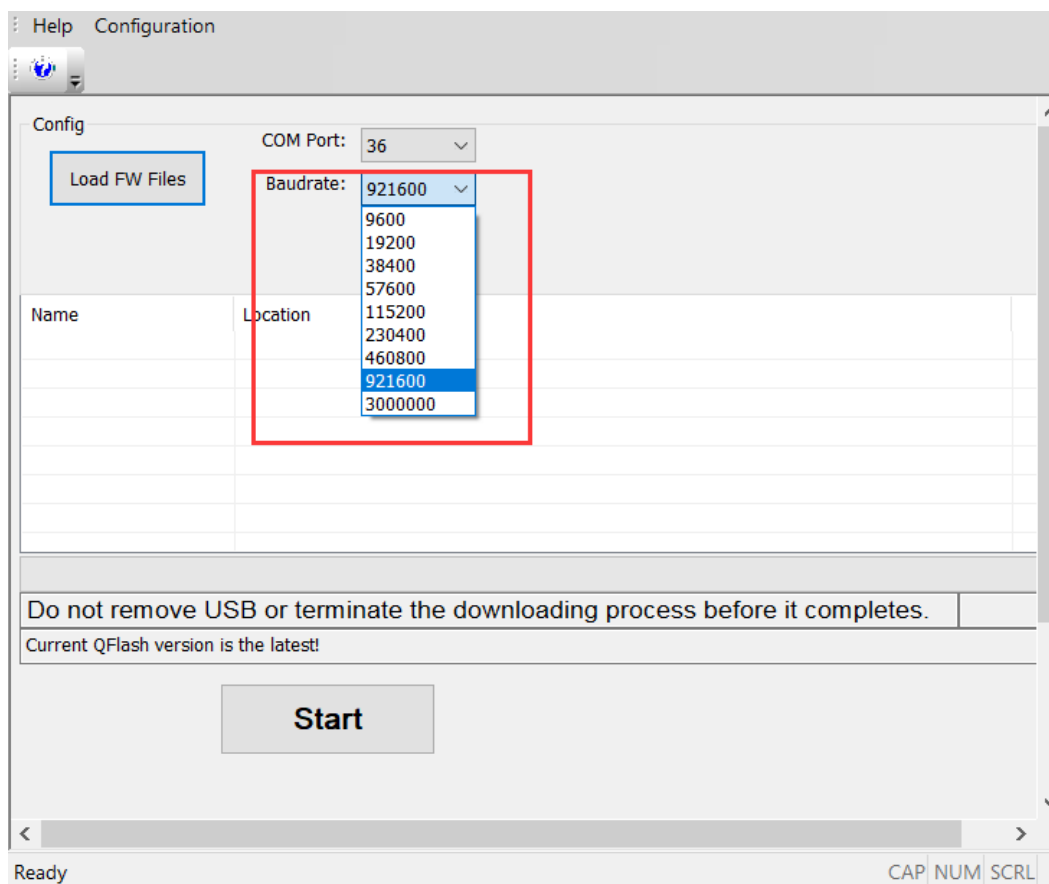 Help Configuration
Config
COM Port: 36
Load FW Files
Baudrate: 921600
9600
19200
38400
57600
115200
230400
460800
921600
3000000
Name Location
Do not remove USB or terminate the downloading process before it completes.
Current QFlash version is the latest!
Start
Ready CAP NUM SCRL